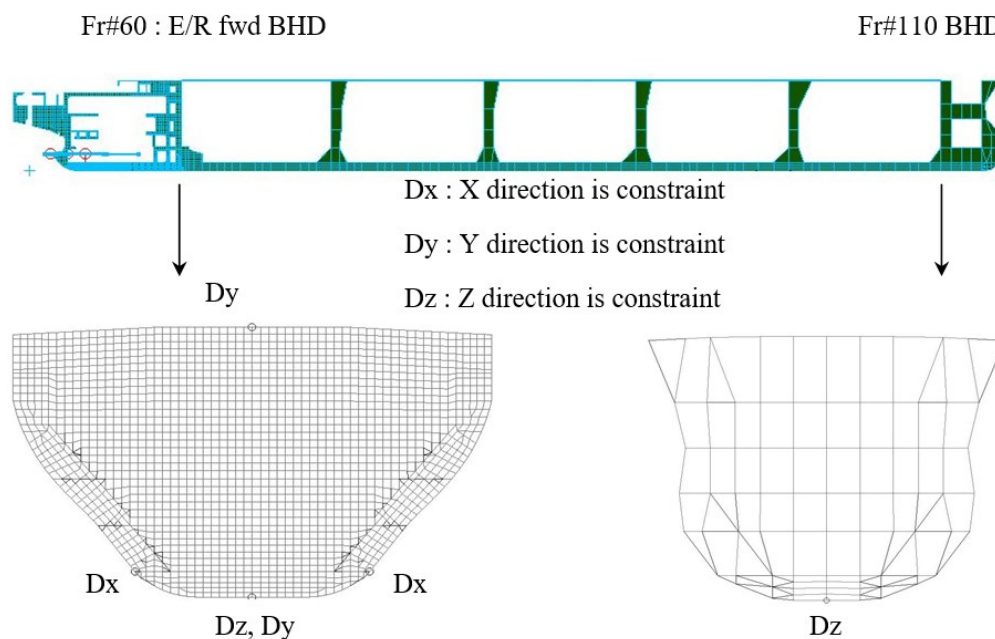 Fr#60 : E/R fwd BHD
Fr#110 BHD
Dx : X direction is constraint
Dy : Y direction is constraint
Dz : Z direction is constraint
Dy
Dx
Dx
Dz, Dy
Dz